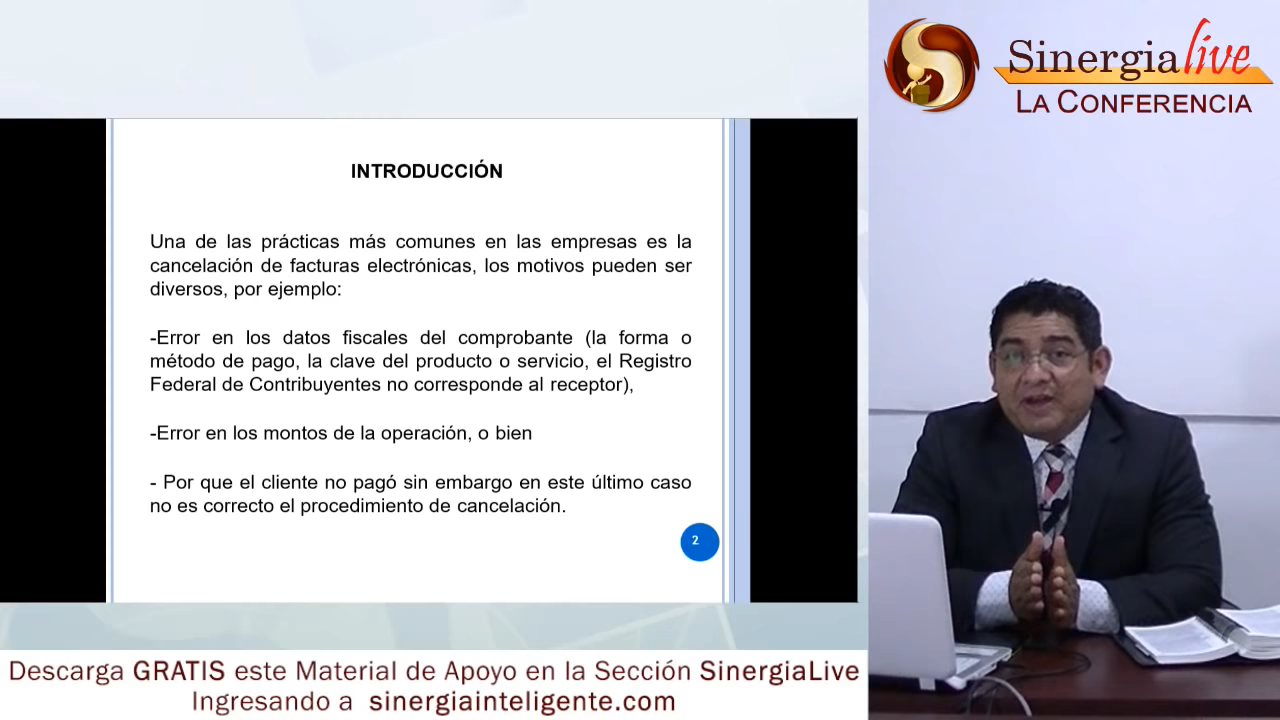 Sinergia live
LA CONFERENCIA
INTRODUCCIÓN
Una de las prácticas más comunes en las empresas es la
cancelación de facturas electrónicas, los motivos pueden ser
diversos, por ejemplo:
-Error en los datos fiscales del comprobante (la forma o
método de pago, la clave del producto o servicio, el Registro
Federal de Contribuyentes no corresponde al receptor),
-Error en los montos de la operación, o bien
- Por que el cliente no pagó sin embargo en este último caso
no es correcto el procedimiento de cancelación.
2
Descarga GRATIS este Material de Apoyo en la Sección SinergiaLive
Ingresando a sinergiainteligente.com